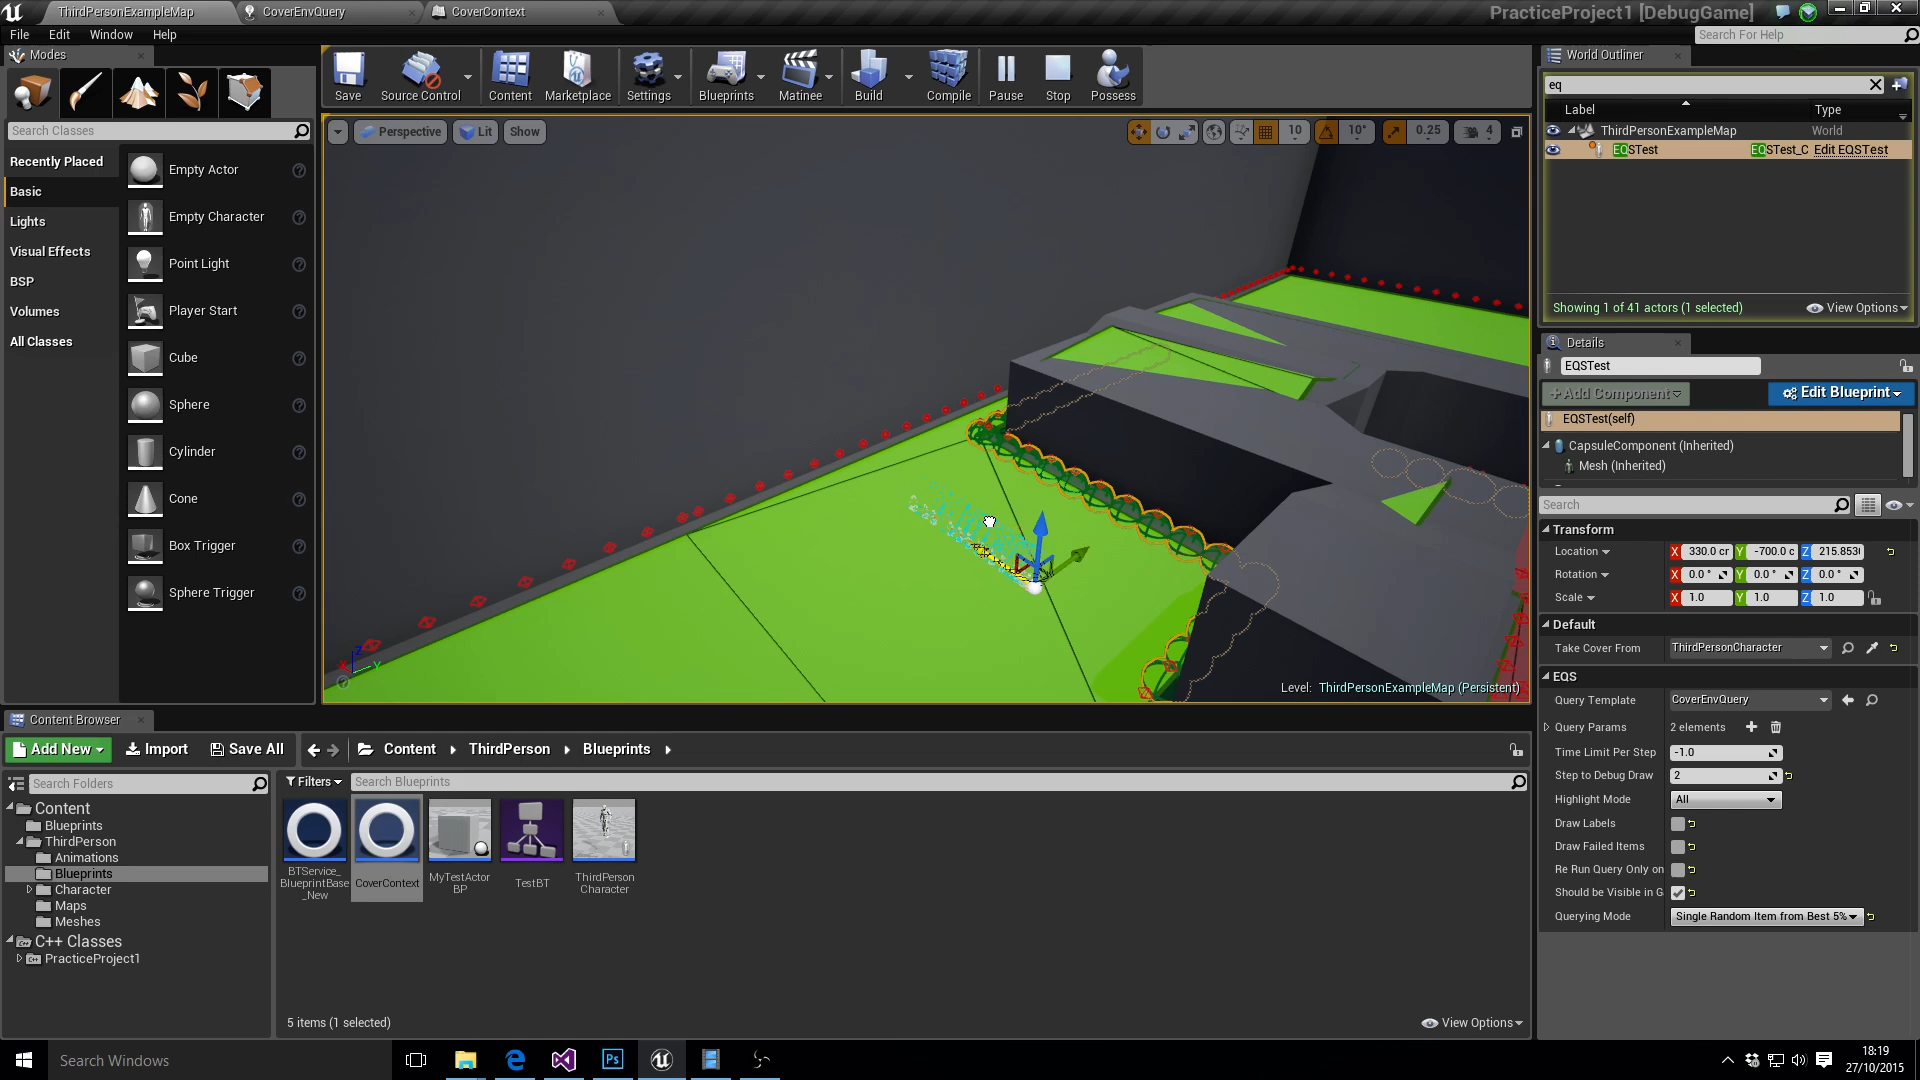 ThirdPersonExampleMap
CoverEnvQuery
CoverContext
PracticeProject1 [DebugGame]
File Edit Window Help
Search For Help
Modes
Search Classes
Recently Placed
Basic
Lights
Visual Effects
BSP
Volumes
All Classes
Empty Actor
Empty Character
Point Light
Player Start
Cube
Sphere
Cylinder
Cone
Box Trigger
Sphere Trigger
Save
Source Control
Content
Marketplace
Settings
Blueprints
Matinee
Build
Compile
Pause
Stop
Possess
Perspective Lit Show
10 10° 0.25 4
Level: ThirdPersonExampleMap (Persistent)
World Outliner
eq
Label Type
ThirdPersonExampleMap World
EQSTest EQSTest_C Edit EQSTest
Showing 1 of 41 actors (1 selected) View Options
Details
EQSTest
+Add Component Edit Blueprint
EQSTest(self)
CapsuleComponent (Inherited)
Mesh (Inherited)
Search
Transform
Location X 330.0 cr Y -700.0 c Z 215.853
Rotation X 0.0 ° Y 0.0 ° Z 0.0 °
Scale X 1.0 Y 1.0 Z 1.0
Default
Take Cover From ThirdPersonCharacter
EQS
Query Template CoverEnvQuery
Query Params 2 elements
Time Limit Per Step -1.0
Step to Debug Draw 2
Highlight Mode All
Draw Labels
Draw Failed Items
Re Run Query Only on
Should be Visible in G
Querying Mode Single Random Item from Best 5%
Content Browser
Add New Import Save All Content ThirdPerson Blueprints
Search Folders
Content
Blueprints
ThirdPerson
Animations
Blueprints
Character
Maps
Meshes
C++ Classes
PracticeProject1
Filters Search Blueprints
BTService_
BlueprintBase
_New
CoverContext
MyTestActor
BP
TestBT
ThirdPerson
Character
5 items (1 selected) View Options
Search Windows
Ps
18:19
27/10/2015
X Y Z